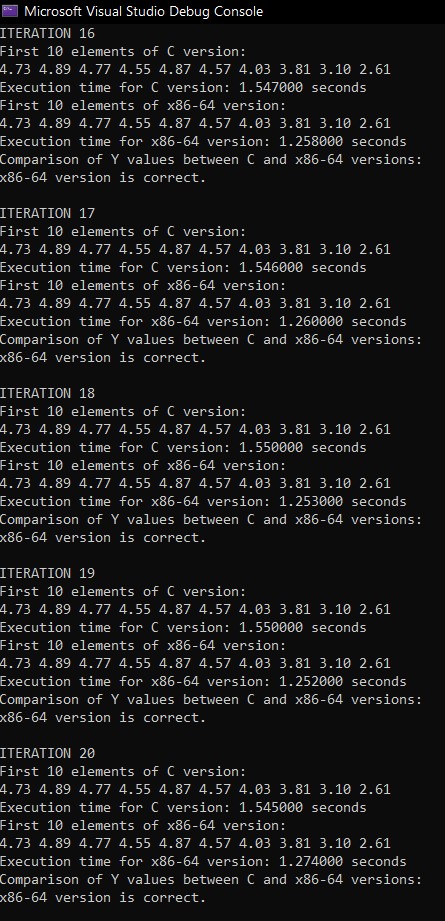 Microsoft Visual Studio Debug Console
ITERATION 16
First 10 elements of C version:
4.73 4.89 4.77 4.55 4.87 4.57 4.03 3.81 3.10 2.61
Execution time for C version: 1.547000 seconds
First 10 elements of x86-64 version:
4.73 4.89 4.77 4.55 4.87 4.57 4.03 3.81 3.10 2.61
Execution time for x86-64 version: 1.258000 seconds
Comparison of Y values between C and x86-64 versions:
x86-64 version is correct.
ITERATION 17
First 10 elements of C version:
4.73 4.89 4.77 4.55 4.87 4.57 4.03 3.81 3.10 2.61
Execution time for C version: 1.546000 seconds
First 10 elements of x86-64 version:
4.73 4.89 4.77 4.55 4.87 4.57 4.03 3.81 3.10 2.61
Execution time for x86-64 version: 1.260000 seconds
Comparison of Y values between C and x86-64 versions:
x86-64 version is correct.
ITERATION 18
First 10 elements of C version:
4.73 4.89 4.77 4.55 4.87 4.57 4.03 3.81 3.10 2.61
Execution time for C version: 1.550000 seconds
First 10 elements of x86-64 version:
4.73 4.89 4.77 4.55 4.87 4.57 4.03 3.81 3.10 2.61
Execution time for x86-64 version: 1.253000 seconds
Comparison of Y values between C and x86-64 versions:
x86-64 version is correct.
ITERATION 19
First 10 elements of C version:
4.73 4.89 4.77 4.55 4.87 4.57 4.03 3.81 3.10 2.61
Execution time for C version: 1.550000 seconds
First 10 elements of x86-64 version:
4.73 4.89 4.77 4.55 4.87 4.57 4.03 3.81 3.10 2.61
Execution time for x86-64 version: 1.252000 seconds
Comparison of Y values between C and x86-64 versions:
x86-64 version is correct.
ITERATION 20
First 10 elements of C version:
4.73 4.89 4.77 4.55 4.87 4.57 4.03 3.81 3.10 2.61
Execution time for C version: 1.545000 seconds
First 10 elements of x86-64 version:
4.73 4.89 4.77 4.55 4.87 4.57 4.03 3.81 3.10 2.61
Execution time for x86-64 version: 1.274000 seconds
Comparison of Y values between C and x86-64 versions:
x86-64 version is correct.